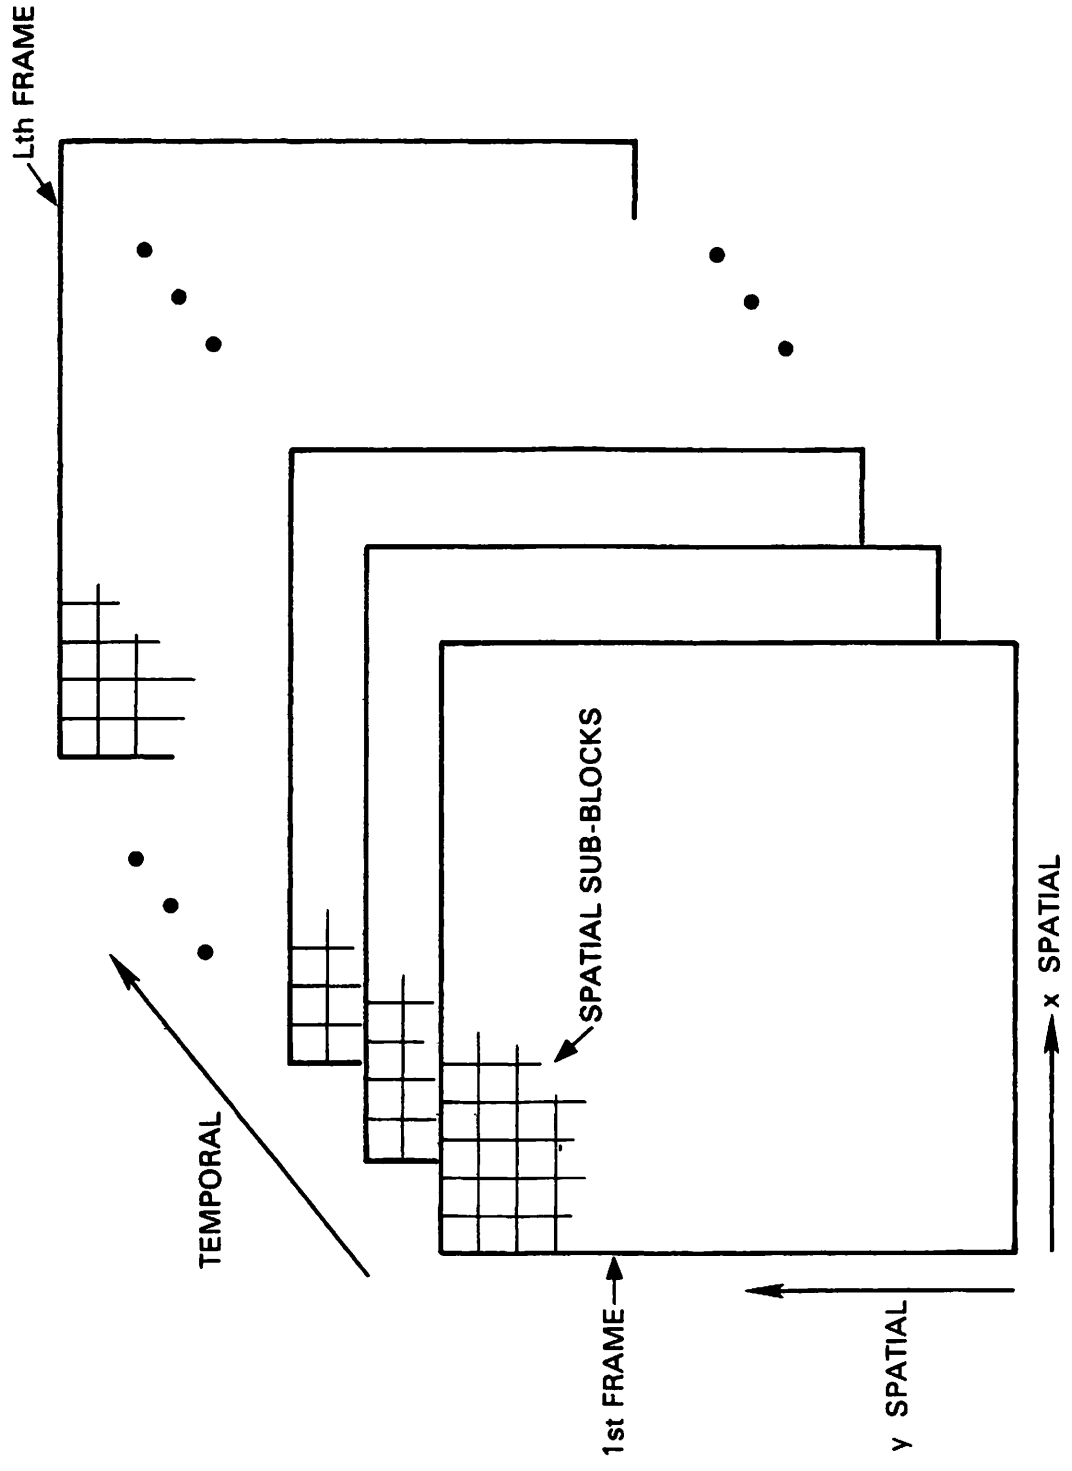 Lth FRAME
TEMPORAL
SPATIAL SUB-BLOCKS
1st FRAME
y SPATIAL
x SPATIAL